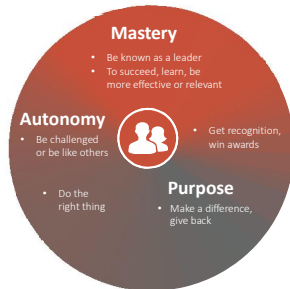 Mastery
• Be known as a leader
• To succeed, learn, be
more effective or relevant
Autonomy
• Be challenged
or be like others
• Get recognition,
win awards
• Do the
right thing
Purpose
• Make a difference,
give back